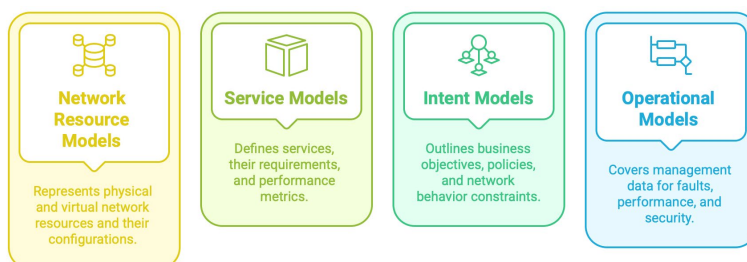 Network
Resource
Models
Represents physical
and virtual network
resources and their
configurations.
Service Models
Defines services,
their requirements,
and performance
metrics.
Intent Models
Outlines business
objectives, policies,
and network
behavior constraints.
Operational
Models
Covers management
data for faults,
performance, and
security.